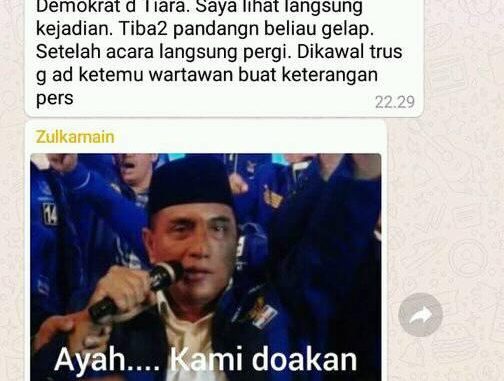 Demokrat d Tiara. Saya lihat langsung
kejadian. Tiba2 pandangn beliau gelap.
Setelah acara langsung pergi. Dikawal trus
g ad ketemu wartawan buat keterangan
pers
22.29
Zulkarnain
14
Ayah.... Kami doakan